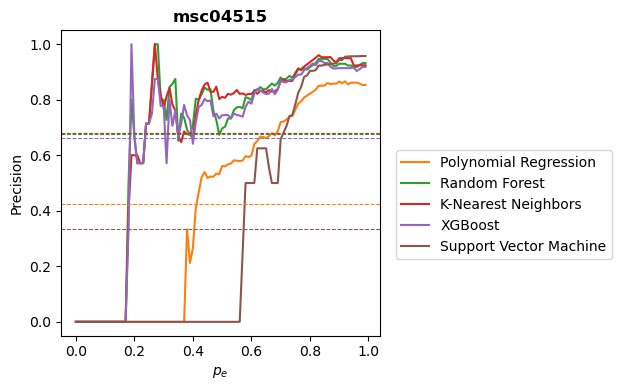 msc04515
Precision
1.0
0.8
0.6
0.4
0.2
0.0
0.0 0.2 0.4 0.6 0.8 1.0
p_e
Polynomial Regression
Random Forest
K-Nearest Neighbors
XGBoost
Support Vector Machine